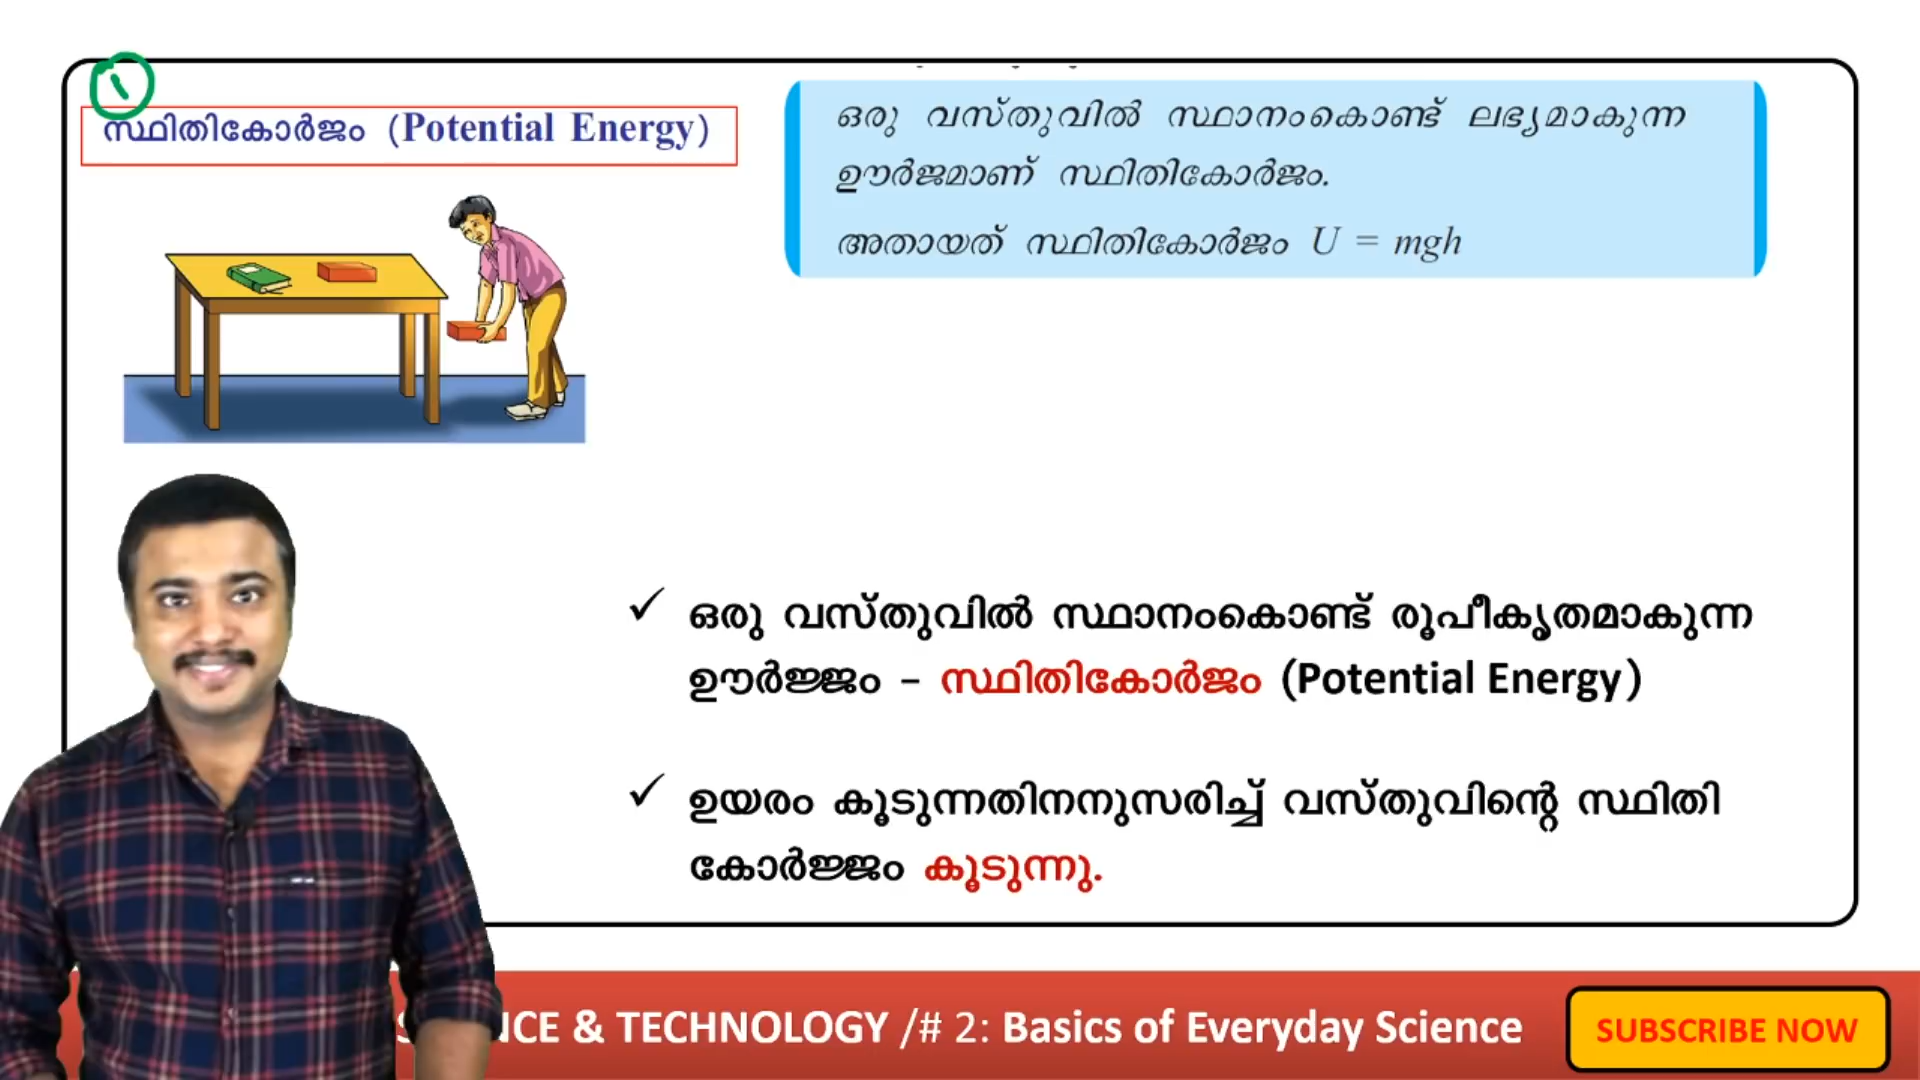 സ്ഥിതികോർജം (Potential Energy)
ഒരു വസ്തുവിൽ സ്ഥാനംകൊണ്ട് ലഭ്യമാകുന്ന
ഊർജമാണ് സ്ഥിതികോർജം.
അതായത് സ്ഥിതികോർജം U = mgh
✓ ഒരു വസ്തുവിൽ സ്ഥാനംകൊണ്ട് രൂപീകൃതമാകുന്ന
ഊർജ്ജം – സ്ഥിതികോർജം (Potential Energy)
✓ ഉയരം കൂടുന്നതിനനുസരിച്ച് വസ്തുവിന്റെ സ്ഥിതി
കോർജ്ജം കൂടുന്നു.
NCE & TECHNOLOGY /# 2: Basics of Everyday Science
SUBSCRIBE NOW